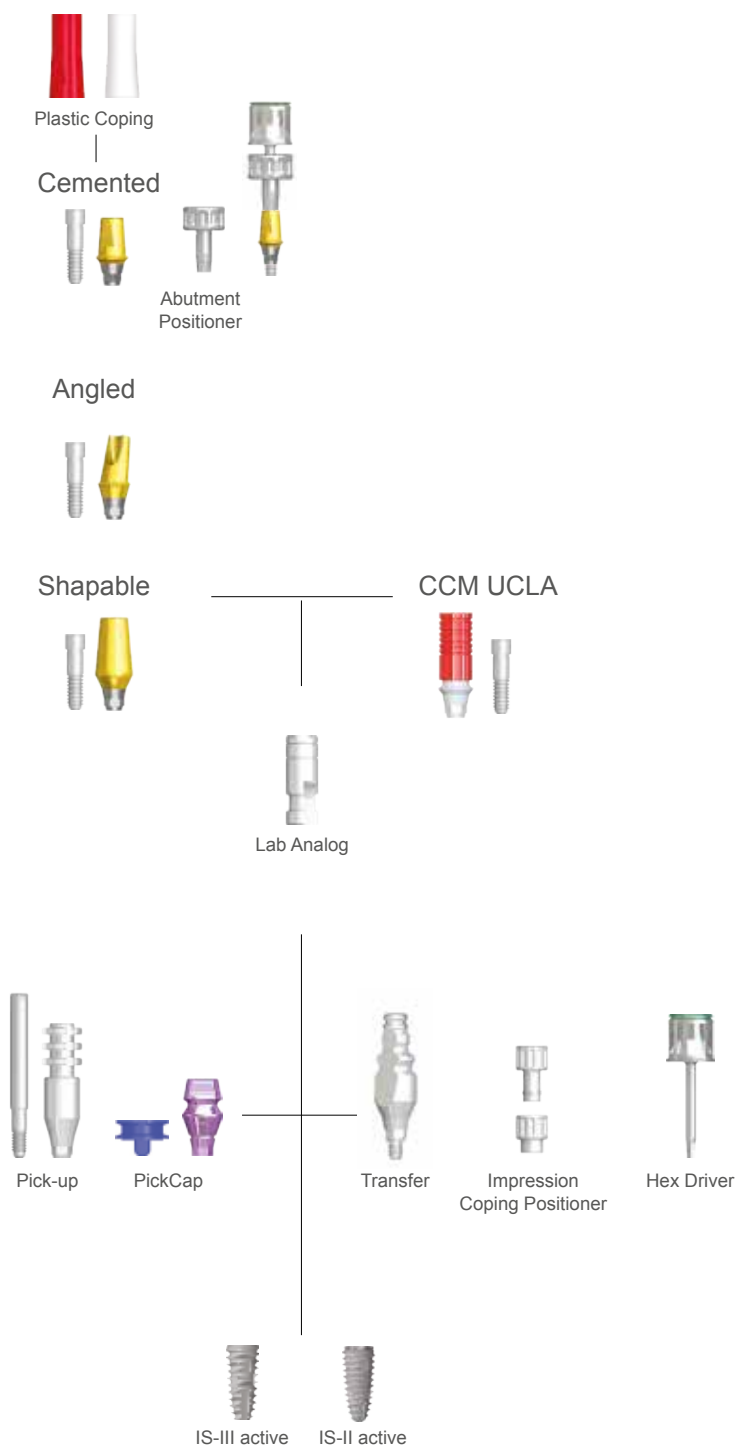 Plastic Coping
Cemented
Abutment
Positioner
Angled
Shapable
CCM UCLA
Lab Analog
Pick-up
PickCap
Transfer
Impression
Coping Positioner
Hex Driver
IS-III active
IS-II active